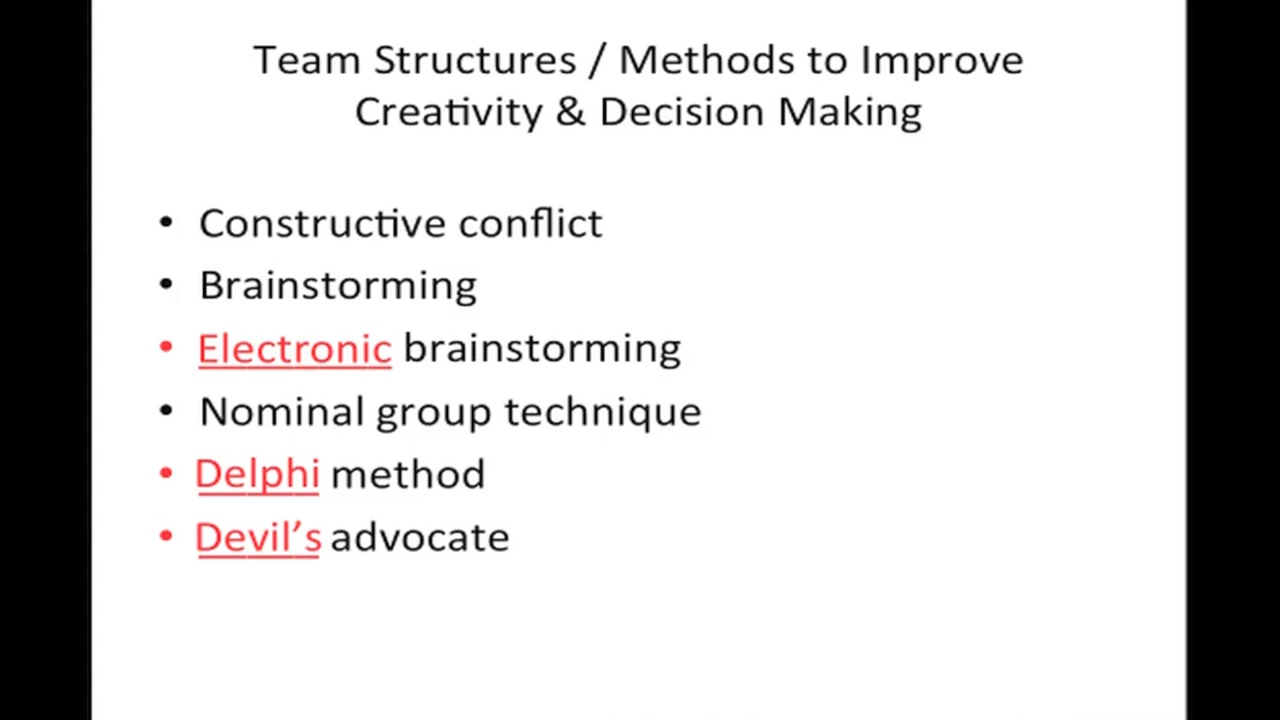 Team Structures / Methods to Improve
Creativity & Decision Making
• Constructive conflict
• Brainstorming
• Electronic brainstorming
• Nominal group technique
• Delphi method
• Devil’s advocate